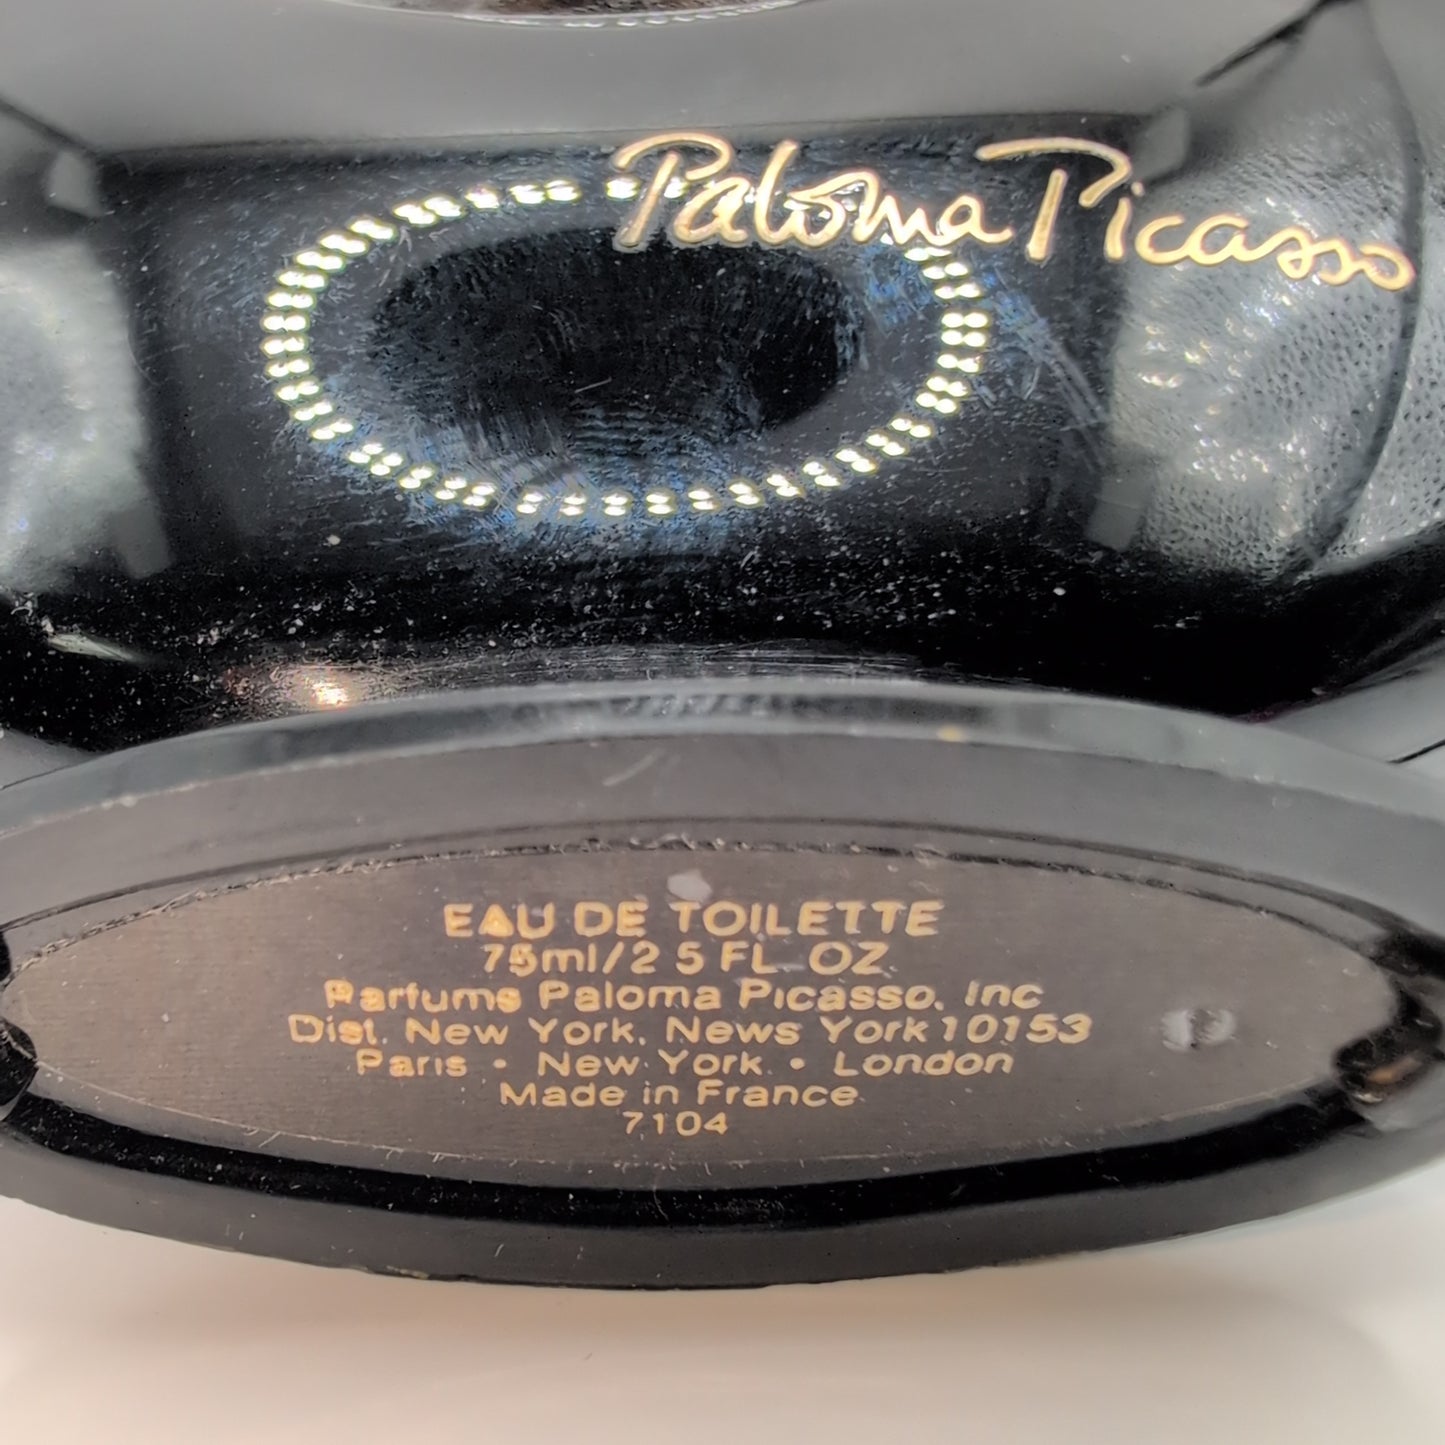 Paloma Picasso
EAU DE TOILETTE
75ml/2 5 FL OZ
Parfums Paloma Picasso, Inc
Dist. New York, News York 10153
Paris • New York • London
Made in France
7104